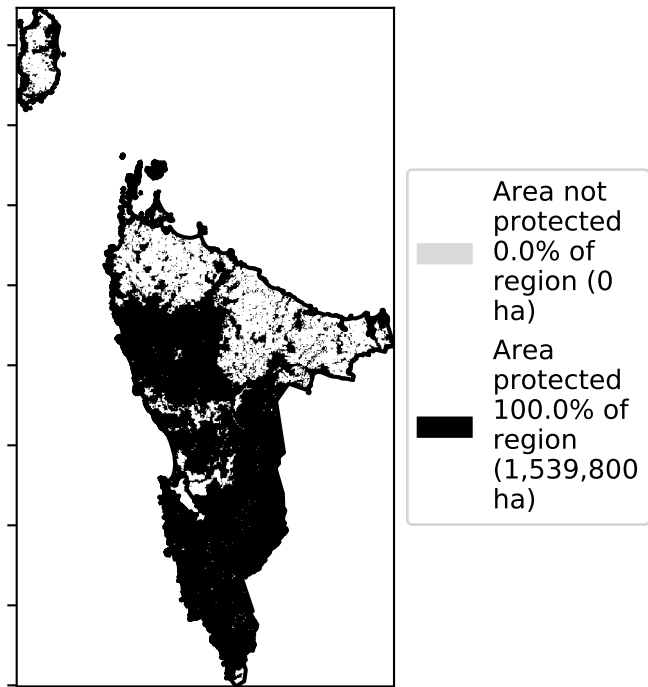 Area not
protected
0.0% of
region (0
ha)
Area
protected
100.0% of
region
(1,539,800
ha)